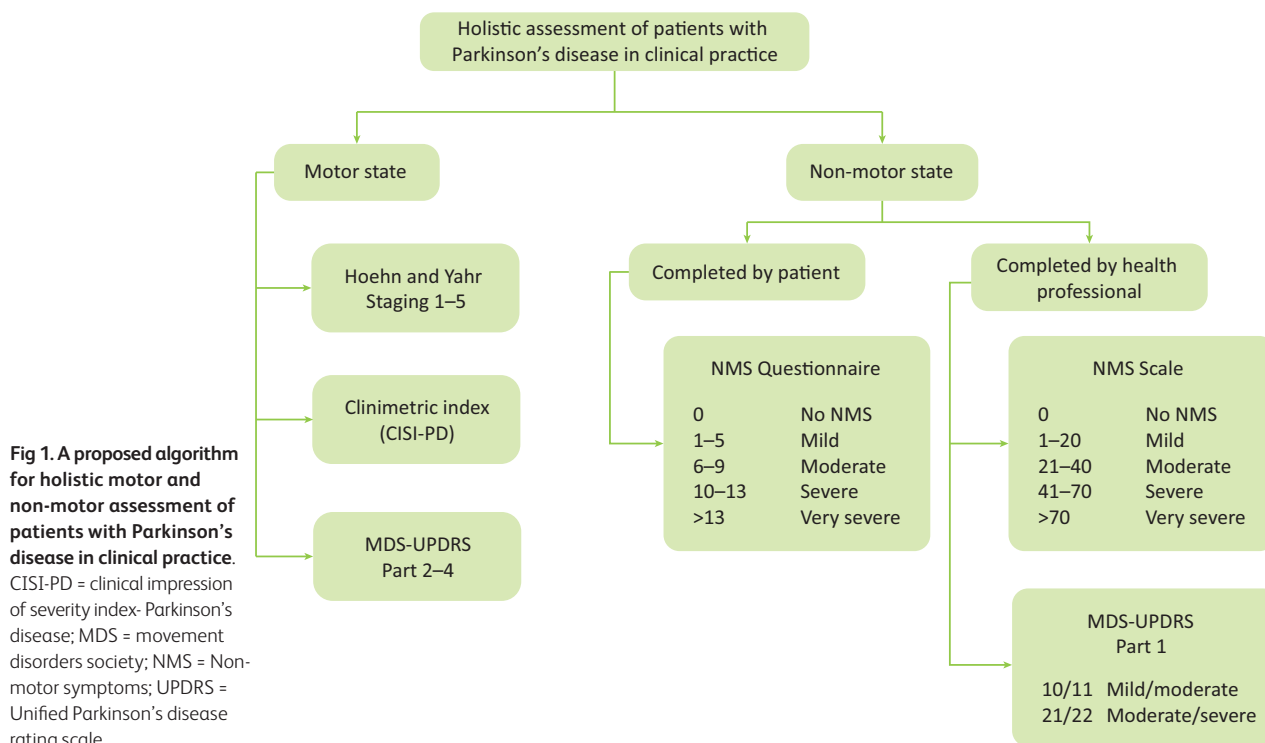 Holistic assessment of patients with
Parkinson’s disease in clinical practice
Motor state
Non-motor state
Hoehn and Yahr
Staging 1–5
Clinimetric index
(CISI-PD)
MDS-UPDRS
Part 2–4
Completed by patient
Completed by health
professional
NMS Questionnaire
0 No NMS
1–5 Mild
6–9 Moderate
10–13 Severe
>13 Very severe
NMS Scale
0 No NMS
1–20 Mild
21–40 Moderate
41–70 Severe
>70 Very severe
MDS-UPDRS
Part 1
10/11 Mild/moderate
21/22 Moderate/severe
Fig 1. A proposed algorithm
for holistic motor and
non-motor assessment of
patients with Parkinson’s
disease in clinical practice.
CISI-PD = clinical impression
of severity index- Parkinson’s
disease; MDS = movement
disorders society; NMS = Non-
motor symptoms; UPDRS =
Unified Parkinson’s disease
rating scale